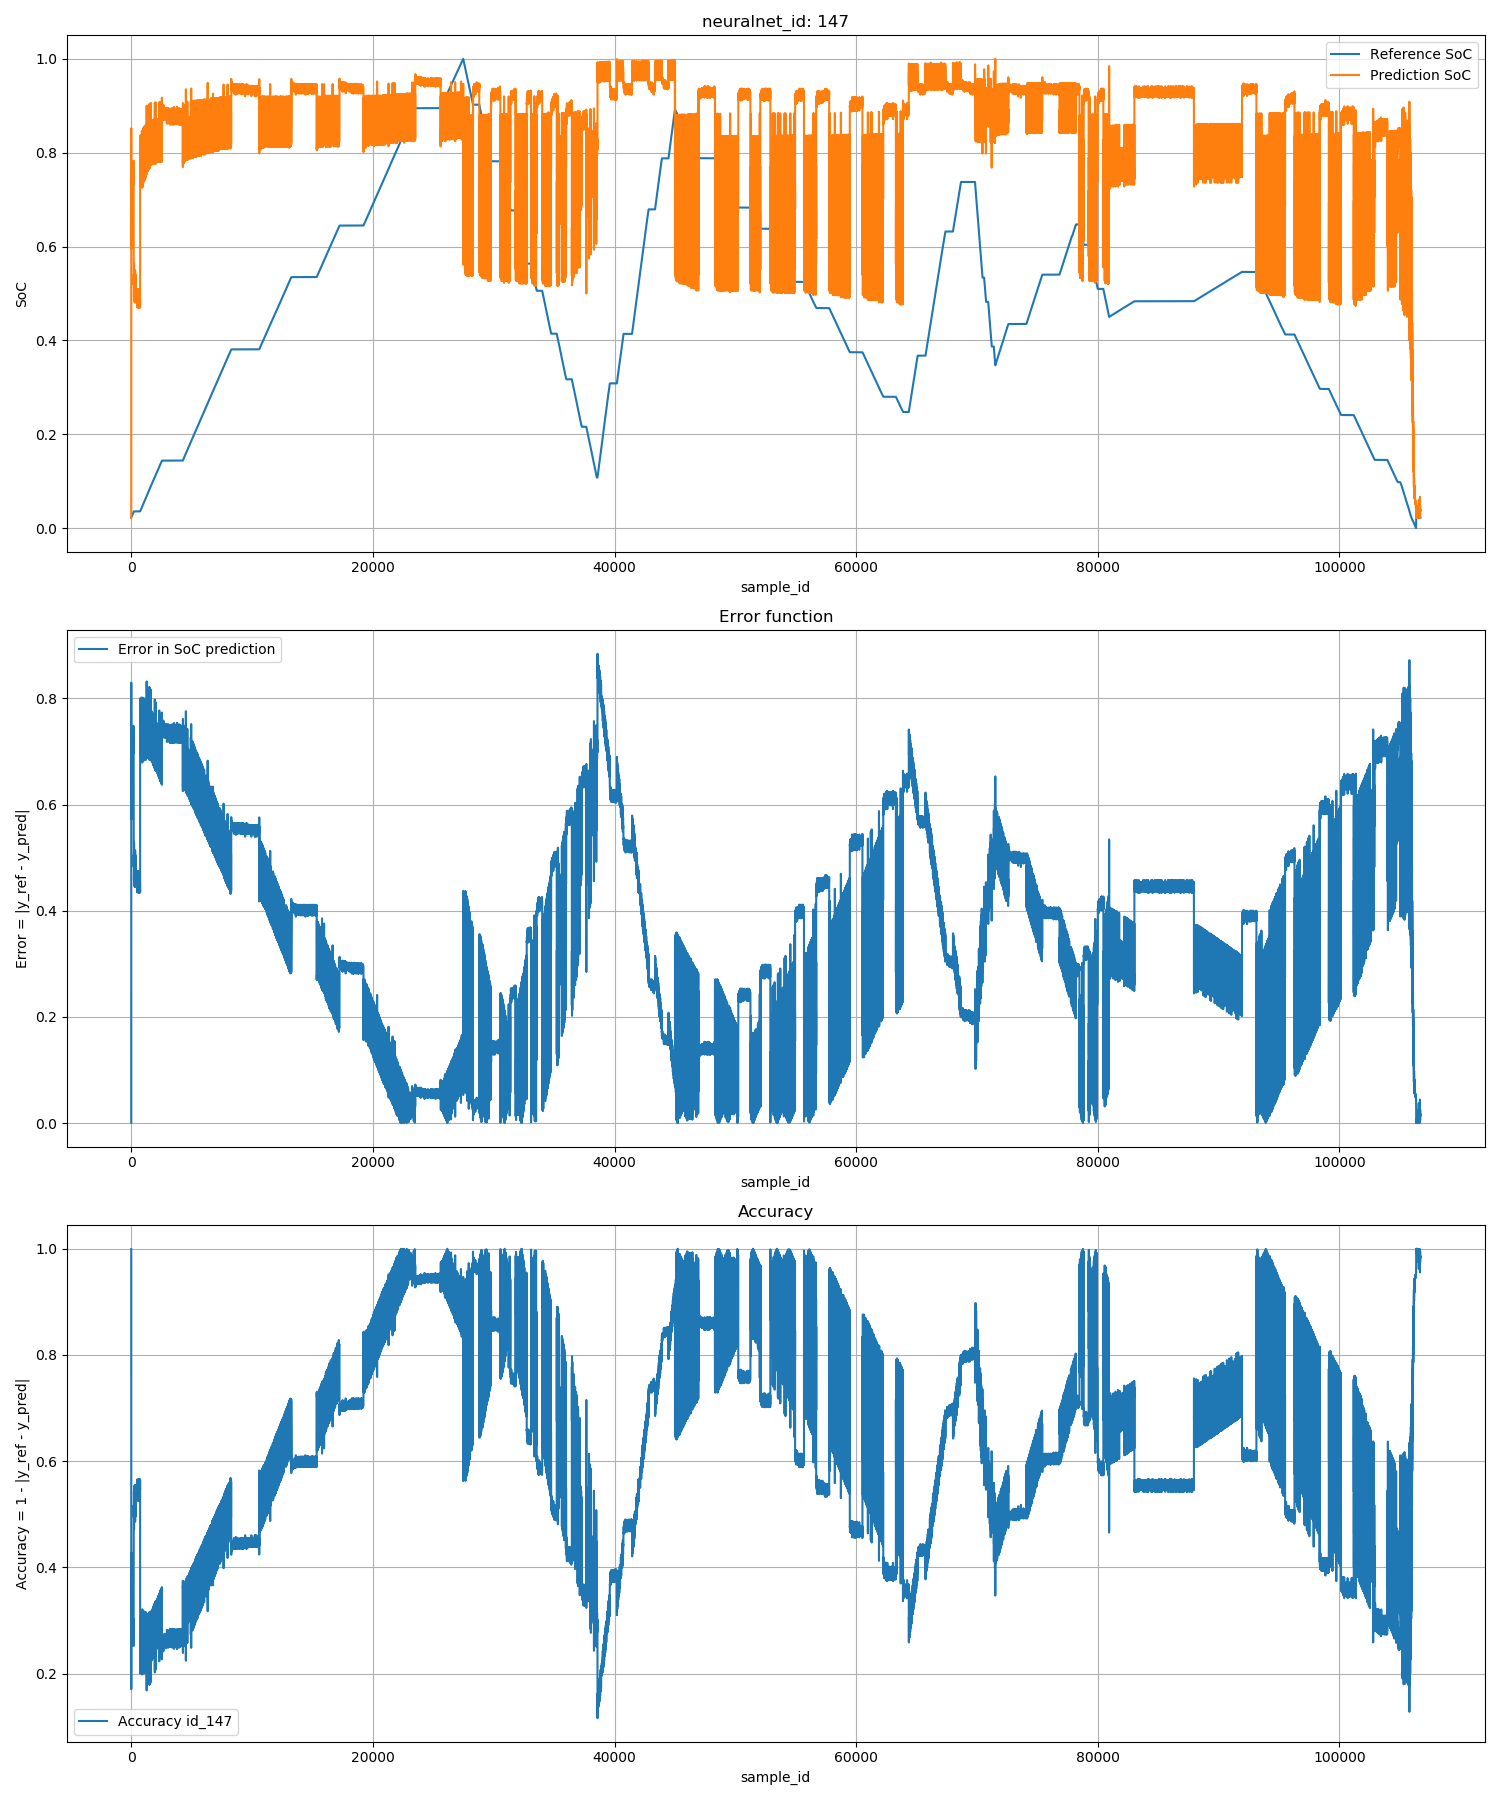 neuralnet_id: 147
1.0
0.8
0.6
0.4
0.2
0.0
SoC
Reference SoC
Prediction SoC
0 20000 40000 60000 80000 100000
sample_id
Error function
Error in SoC prediction
0.8
0.6
0.4
0.2
0.0
Error = |y_ref - y_pred|
0 20000 40000 60000 80000 100000
sample_id
Accuracy
1.0
0.8
0.6
0.4
0.2
Accuracy = 1 - |y_ref - y_pred|
Accuracy id_147
0 20000 40000 60000 80000 100000
sample_id